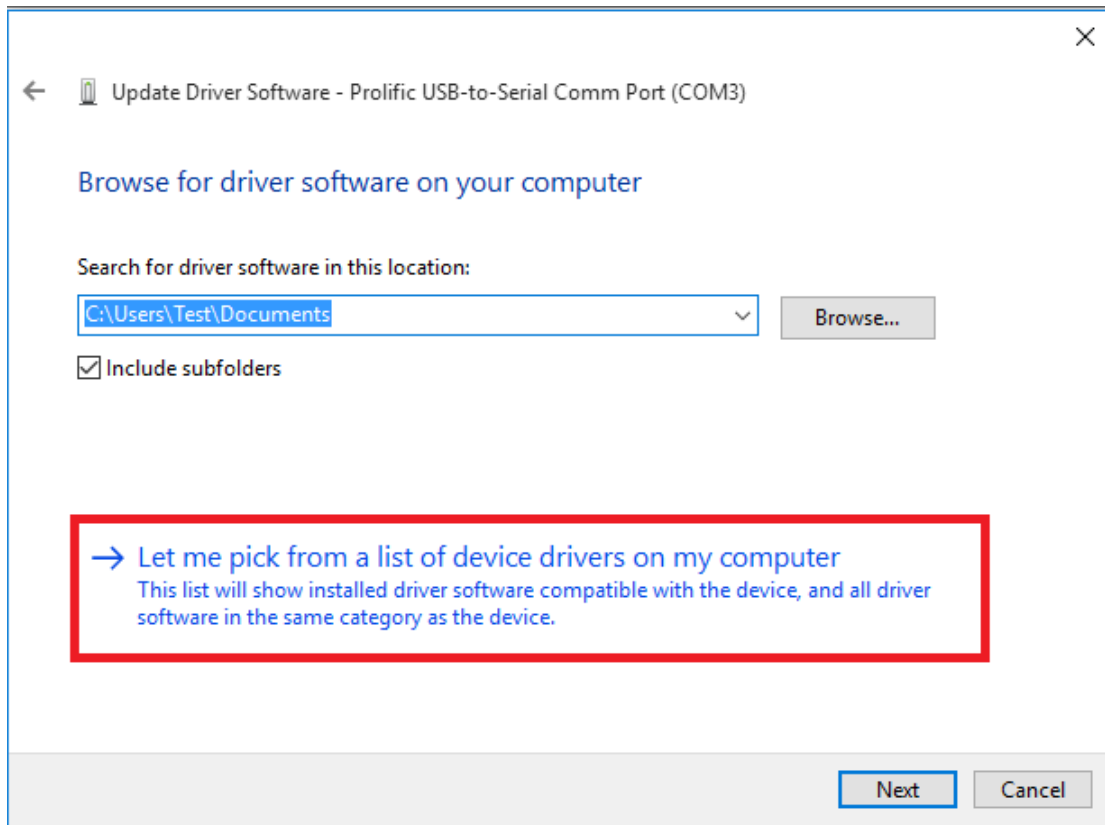 Update Driver Software - Prolific USB-to-Serial Comm Port (COM3)
Browse for driver software on your computer
Search for driver software in this location:
C:\Users\Test\Documents
Browse...
Include subfolders
Let me pick from a list of device drivers on my computer
This list will show installed driver software compatible with the device, and all driver
software in the same category as the device.
Next
Cancel